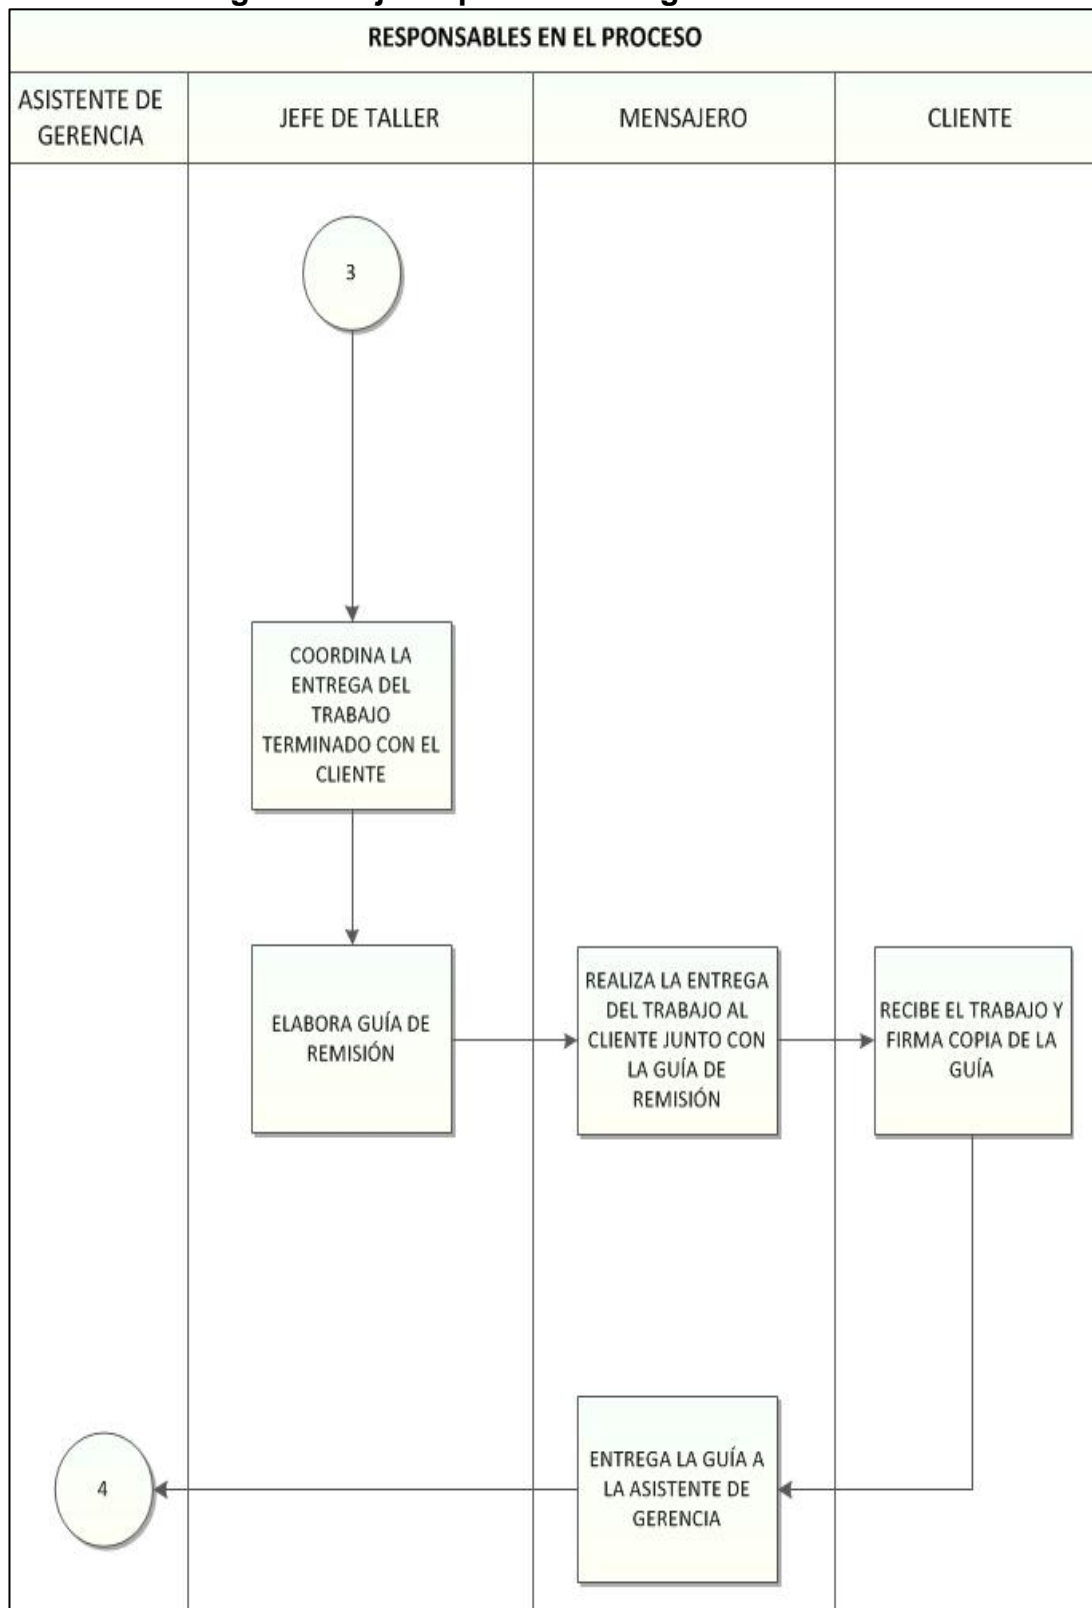 RESPONSABLES EN EL PROCESO
ASISTENTE DE
GERENCIA
JEFE DE TALLER
MENSAJERO
CLIENTE
3
COORDINA LA
ENTREGA DEL
TRABAJO
TERMINADO CON EL
CLIENTE
ELABORA GUÍA DE
REMISIÓN
REALIZA LA ENTREGA
DEL TRABAJO AL
CLIENTE JUNTO CON
LA GUÍA DE
REMISIÓN
RECIBE EL TRABAJO Y
FIRMA COPIA DE LA
GUÍA
ENTREGA LA GUÍA A
LA ASISTENTE DE
GERENCIA
4